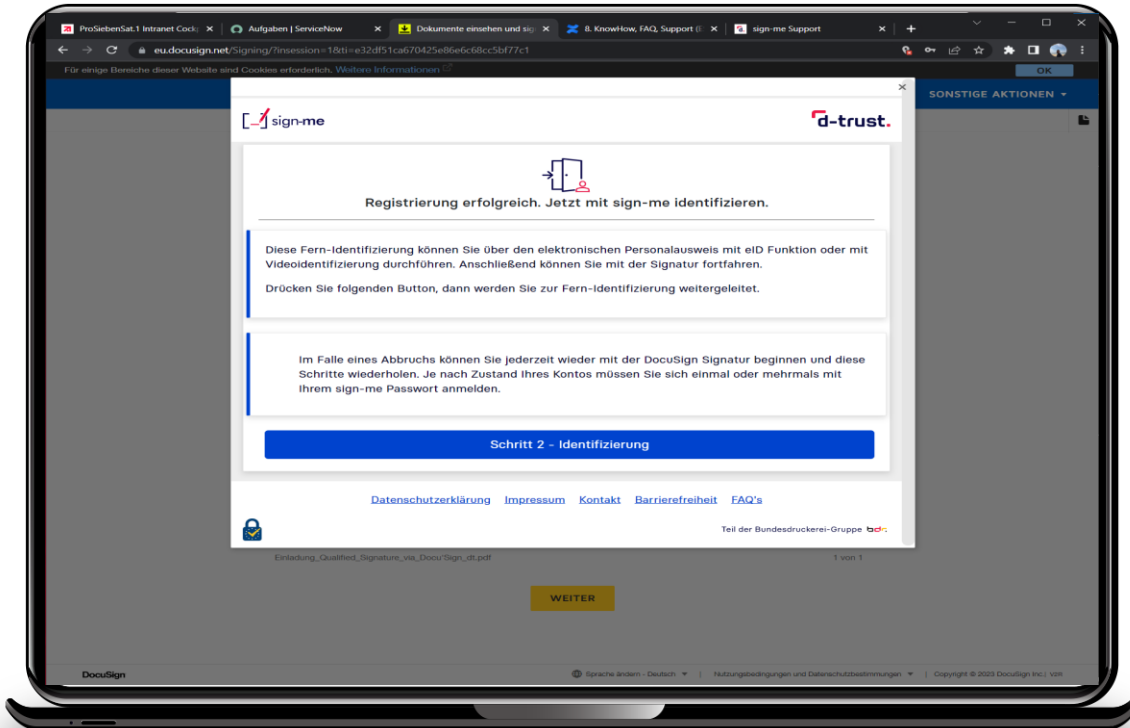 ProSiebenSat.1 Intranet Cockp
Aufgaben | ServiceNow
Dokumente einsehen und sig
8. KnowHow, FAQ, Support (
sign-me Support
eu.docusign.net/Signing/?insession=1&ti=e32df51ca670425e86e6c68cc5bf77c1
Für einige Bereiche dieser Website sind Cookies erforderlich. Weitere Informationen
OK
SONSTIGE AKTIONEN
sign-me
d-trust.
Registrierung erfolgreich. Jetzt mit sign-me identifizieren.
Diese Fern-Identifizierung können Sie über den elektronischen Personalausweis mit eID Funktion oder mit
Videoidentifizierung durchführen. Anschließend können Sie mit der Signatur fortfahren.
Drücken Sie folgenden Button, dann werden Sie zur Fern-Identifizierung weitergeleitet.
Im Falle eines Abbruchs können Sie jederzeit wieder mit der DocuSign Signatur beginnen und diese
Schritte wiederholen. Je nach Zustand Ihres Kontos müssen Sie sich einmal oder mehrmals mit
Ihrem sign-me Passwort anmelden.
Schritt 2 - Identifizierung
Datenschutzerklärung Impressum Kontakt Barrierefreiheit FAQ's
Teil der Bundesdruckerei-Gruppe bdr.
Einladung_Qualified_Signature_via_Docu'Sign_dt.pdf 1 von 1
WEITER
DocuSign
Sprache ändern - Deutsch | Nutzungsbedingungen und Datenschutzbestimmungen | Copyright © 2023 DocuSign Inc.